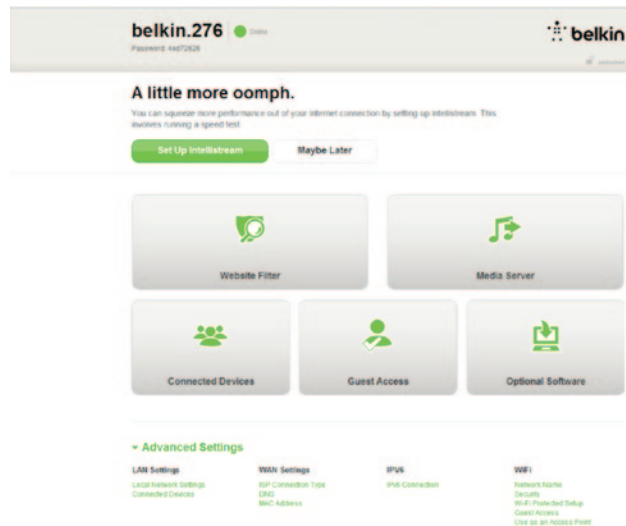 belkin.276
Online
Password: 44d72626
belkin
A little more oomph.
You can squeeze more performance out of your internet connection by setting up intellistream. This
involves running a speed test
Set Up Intellistream
Maybe Later
Website Filter
Media Server
Connected Devices
Guest Access
Optional Software
Advanced Settings
LAN Settings
Local Network Settings
Connected Devices
WAN Settings
ISP Connection Type
DNS
MAC Address
IPV6
IPV6 Connection
WiFi
Network Name
Security
Wi-Fi Protected Setup
Guest Access
Use as an Access Point